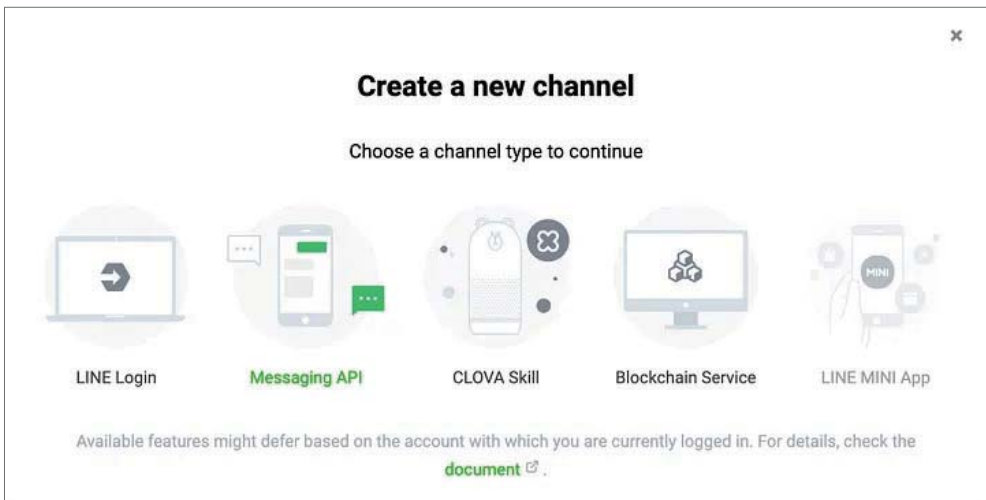 Create a new channel
Choose a channel type to continue
MINI
LINE Login
Messaging API
CLOVA Skill
Blockchain Service
LINE MINI App
Available features might defer based on the account with which you are currently logged in. For details, check the
document .